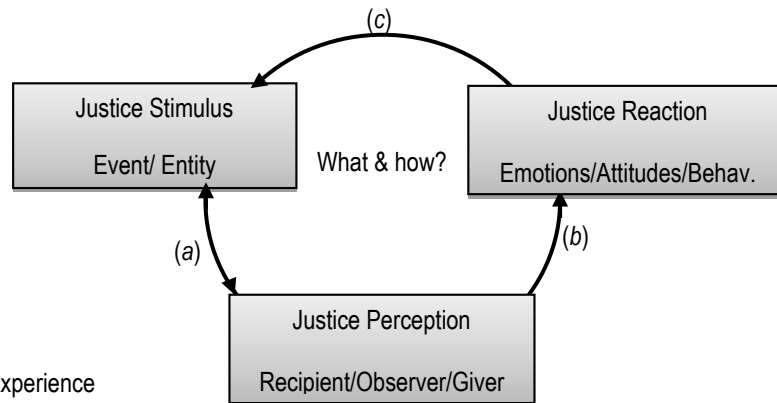 (c)
Justice Stimulus
Event/ Entity
What & how?
Justice Reaction
Emotions/Attitudes/Behav.
(a)
(b)
Justice Perception
Recipient/Observer/Giver
xperience